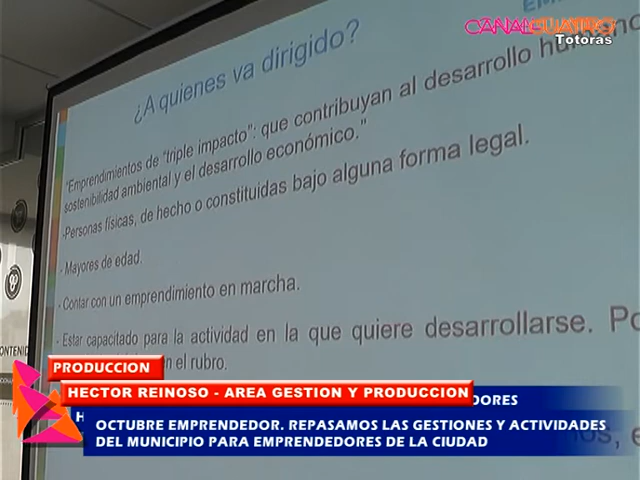 CANAL CUATRO
Totoras
¿A quienes va dirigido?
"Emprendimientos de "triple impacto": que contribuyan al desarrollo humano
sostenibilidad ambiental y el desarrollo económico."
-Personas físicas, de hecho o constituidas bajo alguna forma legal.
- Mayores de edad.
- Contar con un emprendimiento en marcha.
- Estar capacitado para la actividad en la que quiere desarrollarse. Po
en el rubro.
PRODUCCION
HECTOR REINOSO - AREA GESTION Y PRODUCCION
DORES
OCTUBRE EMPRENDEDOR. REPASAMOS LAS GESTIONES Y ACTIVIDADES
DEL MUNICIPIO PARA EMPRENDEDORES DE LA CIUDAD